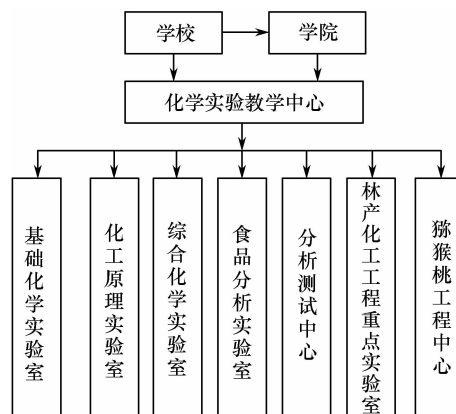 学校
学院
化学实验教学中心
基础化学实验室
化工原理实验室
综合化学实验室
食品分析实验室
分析测试中心
林产化工工程重点实验室
猕猴桃工程中心